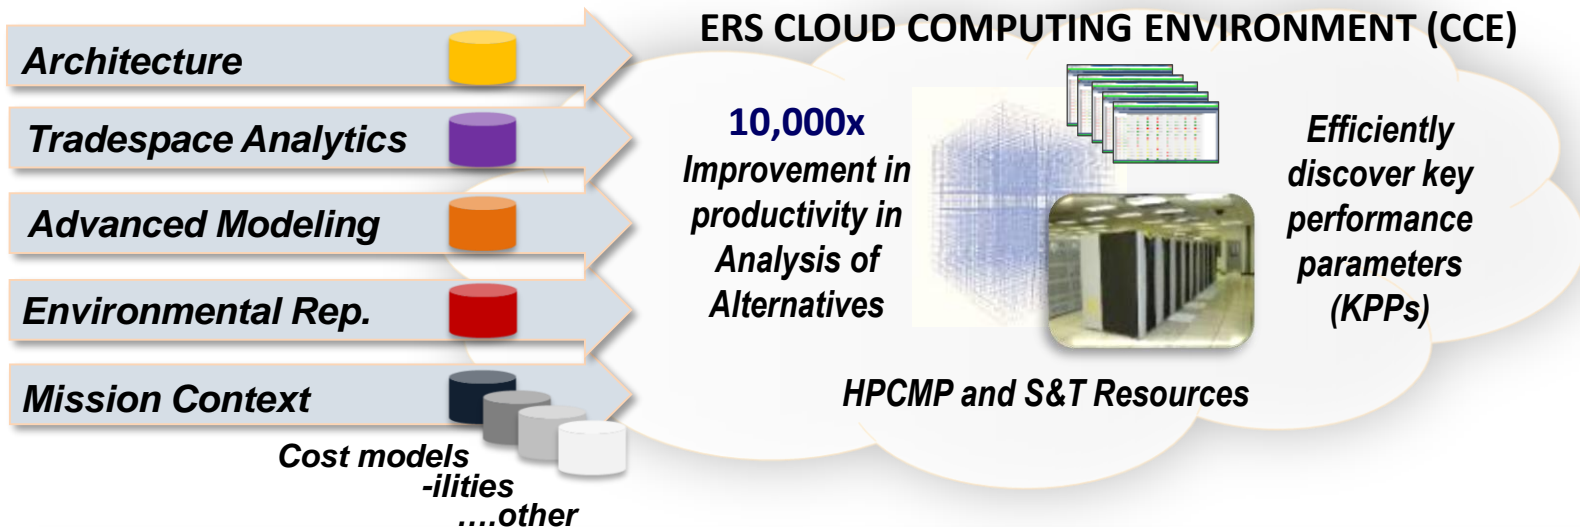 ERS CLOUD COMPUTING ENVIRONMENT (CCE)
Architecture
Tradespace Analytics
Advanced Modeling
Environmental Rep.
Mission Context
Cost models
-ilities
....other
10,000x
Improvement in
productivity in
Analysis of
Alternatives
Efficiently
discover key
performance
parameters
(KPPs)
HPCMP and S&T Resources